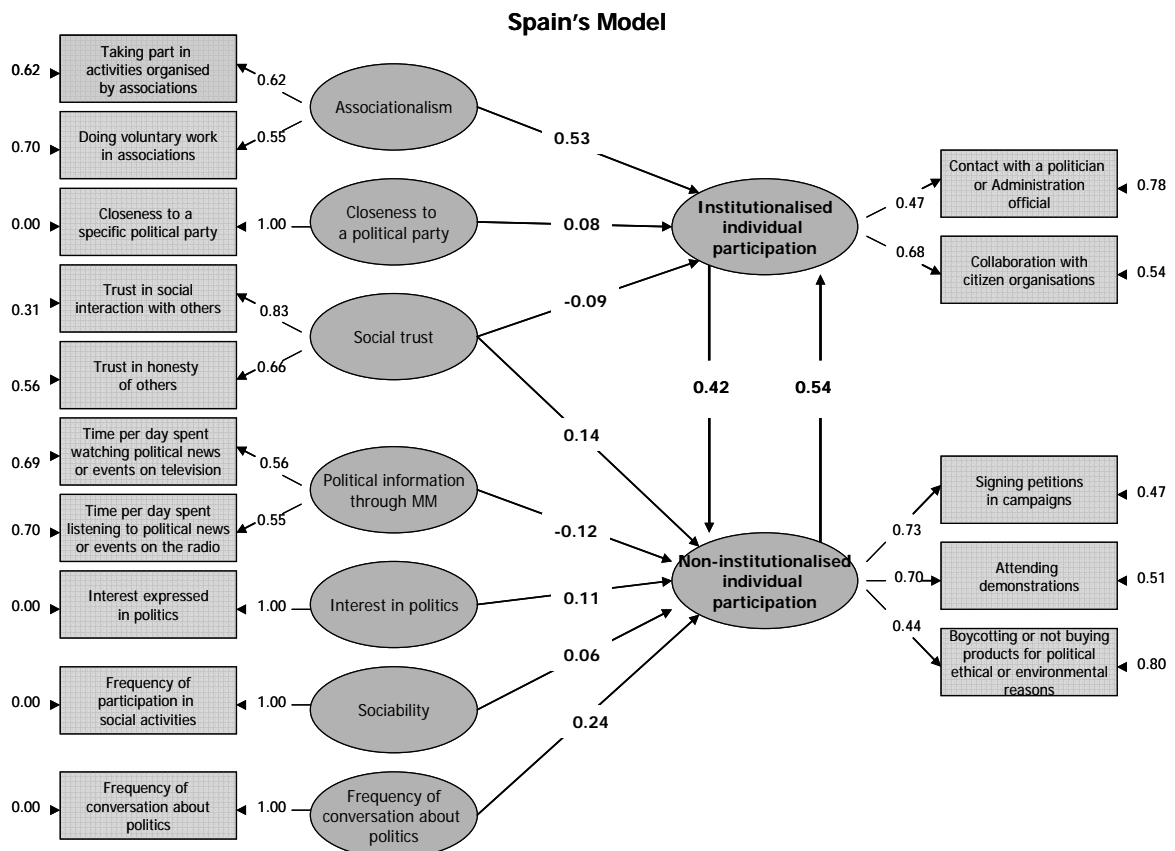 Spain's Model
Taking part in
activities organised
by associations
0.62
0.62
Associationalism
Doing voluntary work
in associations
0.70
0.55
0.53
Closeness to a
specific political party
0.00
1.00
Closeness to
a political party
0.08
Trust in social
interaction with others
0.31
0.83
Social trust
-0.09
Trust in honesty
of others
0.56
0.66
0.14
Time per day spent
watching political news
or events on television
0.69
0.56
Political information
through MM
-0.12
Time per day spent
listening to political news
or events on the radio
0.70
0.55
Interest expressed
in politics
0.00
1.00
Interest in politics
0.11
Frequency of
participation in
social activities
0.00
1.00
Sociability
0.06
Frequency of
conversation about
politics
0.00
1.00
Frequency of
conversation about
politics
0.24
Institutionalised
individual
participation
0.42
0.54
Non-institutionalised
individual
participation
0.47
Contact with a politician
or Administration
official
0.78
0.68
Collaboration with
citizen organisations
0.54
0.73
Signing petitions
in campaigns
0.47
0.70
Attending
demonstrations
0.51
0.44
Boycotting or not buying
products for political
ethical or environmental
reasons
0.80